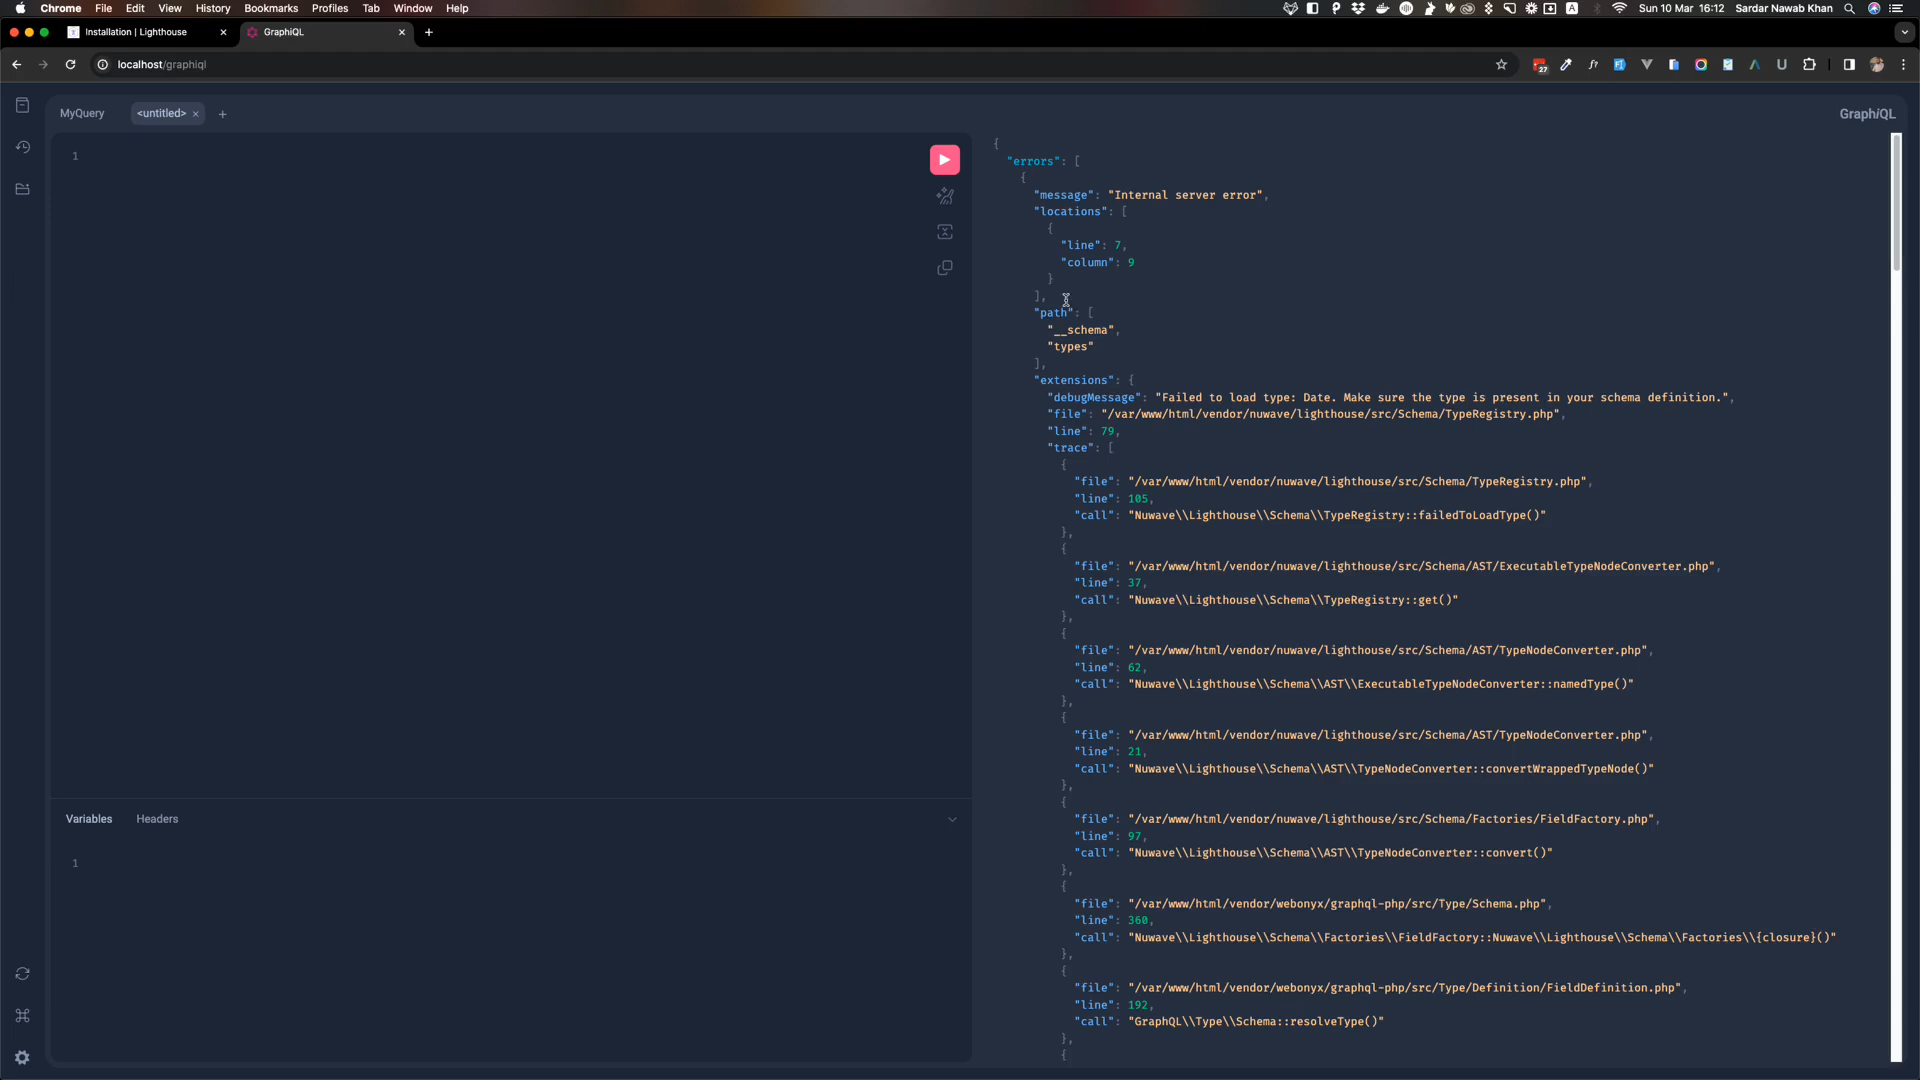 Chrome File Edit View History Bookmarks Profiles Tab Window Help
Sun 10 Mar 16:12 Sardar Nawab Khan
Installation | Lighthouse
GraphiQL
localhost/graphiql
27
f?
MyQuery
<untitled>
GraphiQL
1
{
"errors": [
{
"message": "Internal server error",
"locations": [
{
"line": 7,
"column": 9
}
],
"path": [
"__schema",
"types"
],
"extensions": {
"debugMessage": "Failed to load type: Date. Make sure the type is present in your schema definition.",
"file": "/var/www/html/vendor/nuwave/lighthouse/src/Schema/TypeRegistry.php",
"line": 79,
"trace": [
{
"file": "/var/www/html/vendor/nuwave/lighthouse/src/Schema/TypeRegistry.php",
"line": 105,
"call": "Nuwave\\Lighthouse\\Schema\\TypeRegistry::failedToLoadType()"
},
{
"file": "/var/www/html/vendor/nuwave/lighthouse/src/Schema/AST/ExecutableTypeNodeConverter.php",
"line": 37,
"call": "Nuwave\\Lighthouse\\Schema\\TypeRegistry::get()"
},
{
"file": "/var/www/html/vendor/nuwave/lighthouse/src/Schema/AST/TypeNodeConverter.php",
"line": 62,
"call": "Nuwave\\Lighthouse\\Schema\\AST\\ExecutableTypeNodeConverter::namedType()"
},
{
"file": "/var/www/html/vendor/nuwave/lighthouse/src/Schema/AST/TypeNodeConverter.php",
"line": 21,
"call": "Nuwave\\Lighthouse\\Schema\\AST\\TypeNodeConverter::convertWrappedTypeNode()"
},
{
"file": "/var/www/html/vendor/nuwave/lighthouse/src/Schema/Factories/FieldFactory.php",
"line": 97,
"call": "Nuwave\\Lighthouse\\Schema\\AST\\TypeNodeConverter::convert()"
},
{
"file": "/var/www/html/vendor/webonyx/graphql-php/src/Type/Schema.php",
"line": 360,
"call": "Nuwave\\Lighthouse\\Schema\\Factories\\FieldFactory::Nuwave\\Lighthouse\\Schema\\Factories\\{closure}()"
},
{
"file": "/var/www/html/vendor/webonyx/graphql-php/src/Type/Definition/FieldDefinition.php",
"line": 192,
"call": "GraphQL\\Type\\Schema::resolveType()"
},
{
Variables Headers
1